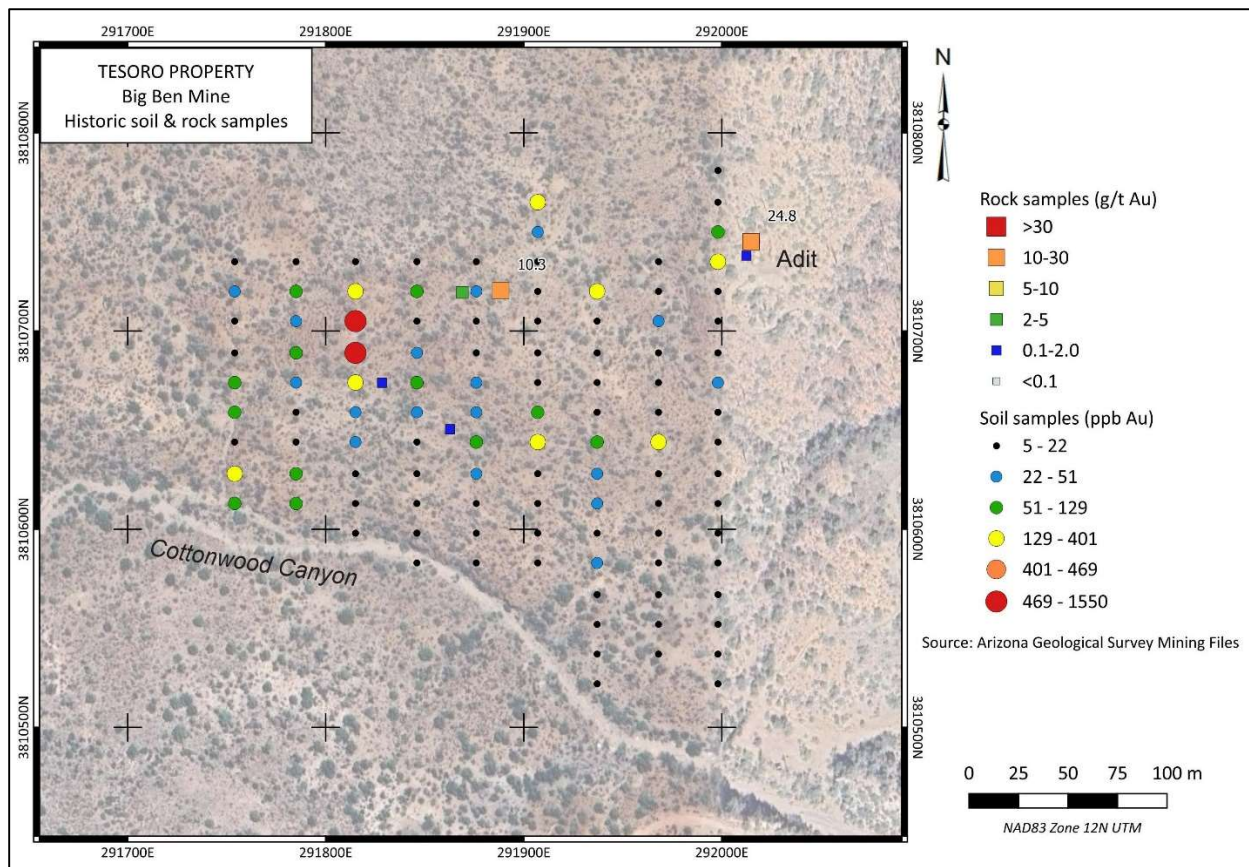 291700E
291800E
291900E
292000E
TESORO PROPERTY
Big Ben Mine
Historic soil & rock samples
N
3810800N
3810800N
24.8
Adit
10.3
3810700N
3810700N
3810600N
3810600N
Cottonwood Canyon
3810500N
3810500N
291700E
291800E
291900E
292000E
Rock samples (g/t Au)
>30
10-30
5-10
2-5
0.1-2.0
<0.1
Soil samples (ppb Au)
5 - 22
22 - 51
51 - 129
129 - 401
401 - 469
469 - 1550
Source: Arizona Geological Survey Mining Files
0 25 50 75 100 m
NAD83 Zone 12N UTM